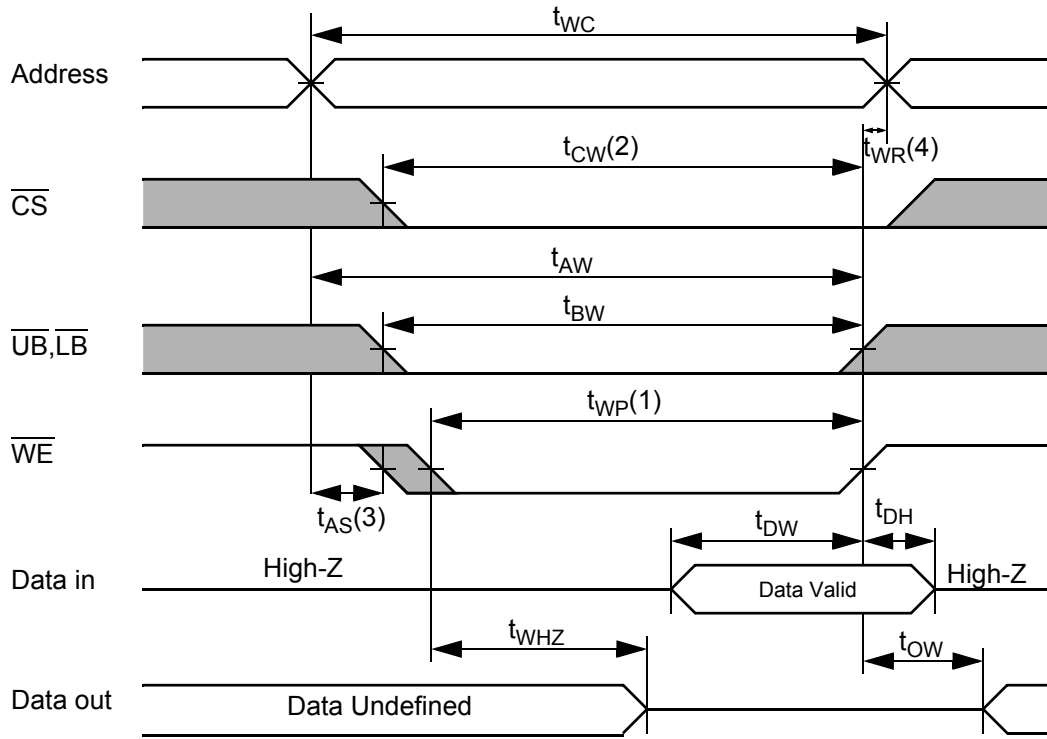 tWC
Address
tCW(2)
tWR(4)
CS
tAW
tBW
UB,LB
tWP(1)
WE
tAS(3)
tDW
tDH
High-Z
Data in
Data Valid
High-Z
tWHZ
tOW
Data out
Data Undefined